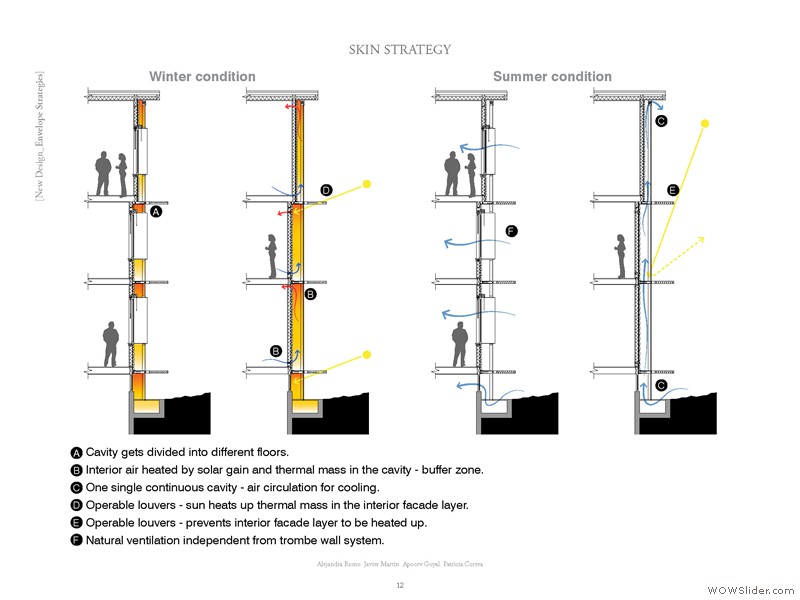 SKIN STRATEGY
[New Design_Envelope Strategies]
Winter condition
Summer condition
A
D
B
B
F
C
E
C
A Cavity gets divided into different floors.
B Interior air heated by solar gain and thermal mass in the cavity - buffer zone.
C One single continuous cavity - air circulation for cooling.
D Operable louvers - sun heats up thermal mass in the interior facade layer.
E Operable louvers - prevents interior facade layer to be heated up.
F Natural ventilation independent from trombe wall system.
Alejandra Romo Javier Martin Apoorv Goyal Patricia Correa
12
WOWSlider.com